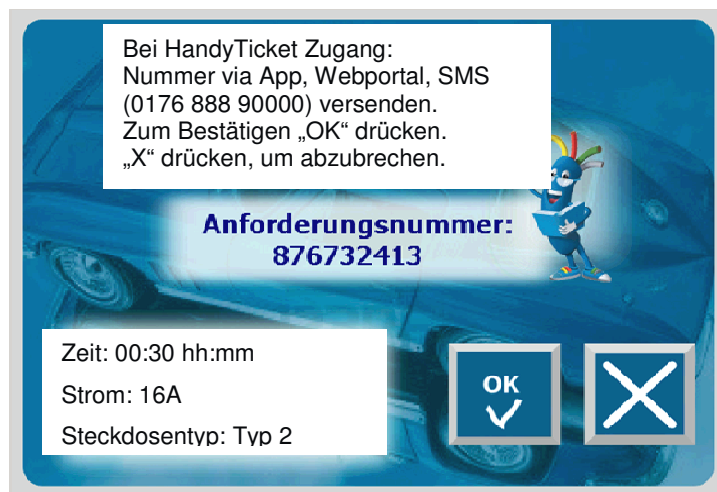 Bei HandyTicket Zugang:
Nummer via App, Webportal, SMS
(0176 888 90000) versenden.
Zum Bestätigen „OK“ drücken.
„X“ drücken, um abzubrechen.
Anforderungsnummer:
876732413
Zeit: 00:30 hh:mm
Strom: 16A
Steckdosentyp: Typ 2
OK